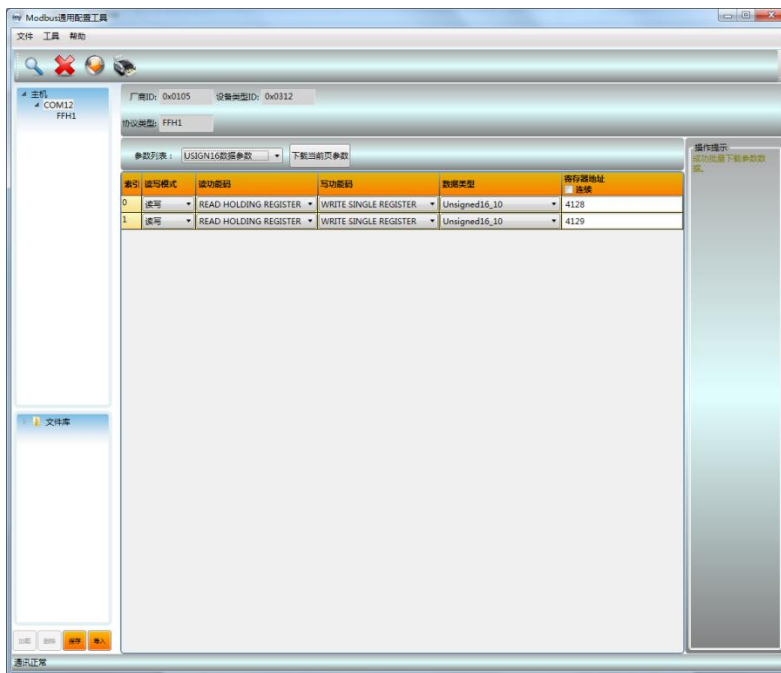 Modbus通用配置工具
文件 工具 帮助
主机
COM12
FFH1
厂商ID: 0x0105 设备类型ID: 0x0312
协议类型: FFH1
参数列表： USIGN16数据参数 下载当前页参数
索引 读写模式 读功能码 写功能码 数据类型 寄存器地址
连续
0 读写 READ HOLDING REGISTER WRITE SINGLE REGISTER Unsigned16_10 4128
1 读写 READ HOLDING REGISTER WRITE SINGLE REGISTER Unsigned16_10 4129
操作提示
成功批量下载参数数
据。
文件库
加载 删除 保存 导入
通讯正常